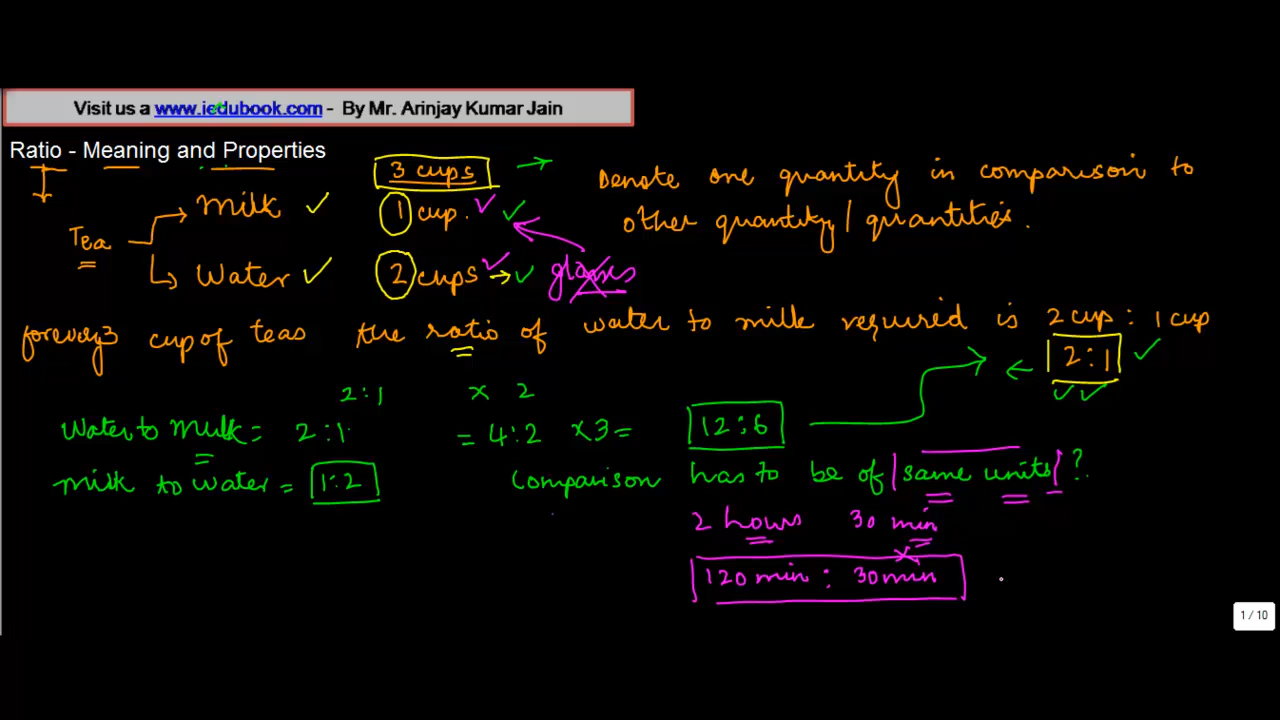 Visit us a www.iedubook.com - By Mr. Arinjay Kumar Jain
Ratio - Meaning and Properties
3 cups
Denote one quantity in comparison to
other quantity/quantities.
Milk
1 cup.
Tea
Water
2 cups
glasses
forevery 3 cup of teas the ratio of water to milk required is 2 cup : 1 cup
2:1
2:1 x 2
Water to Milk = 2:1 = 4:2 x3 = 12:6
milk to water = 1:2
Comparison has to be of same units?
2 hours 30 min
120 min : 30 min
1 / 10